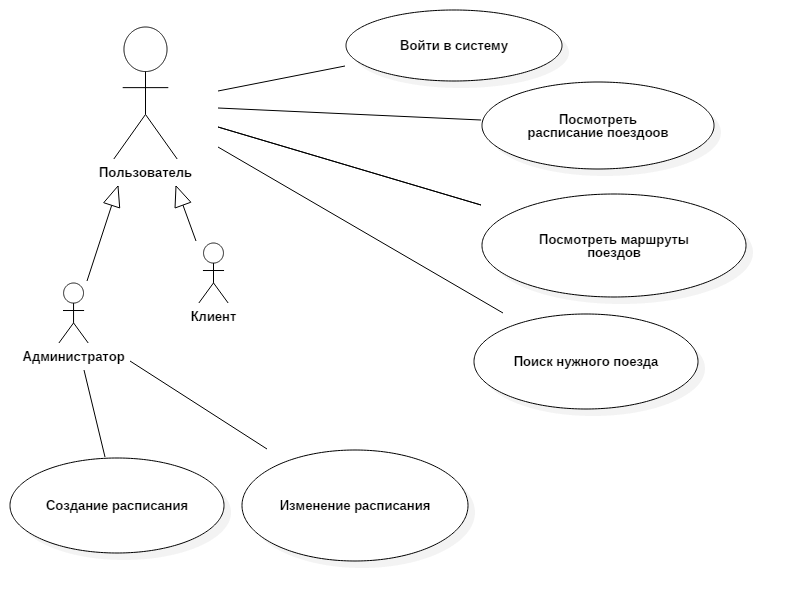 Войти в систему
Посмотреть
расписание поездоов
Пользователь
Посмотреть маршруты
поездов
Клиент
Администратор
Поиск нужного поезда
Создание расписания
Изменение расписания